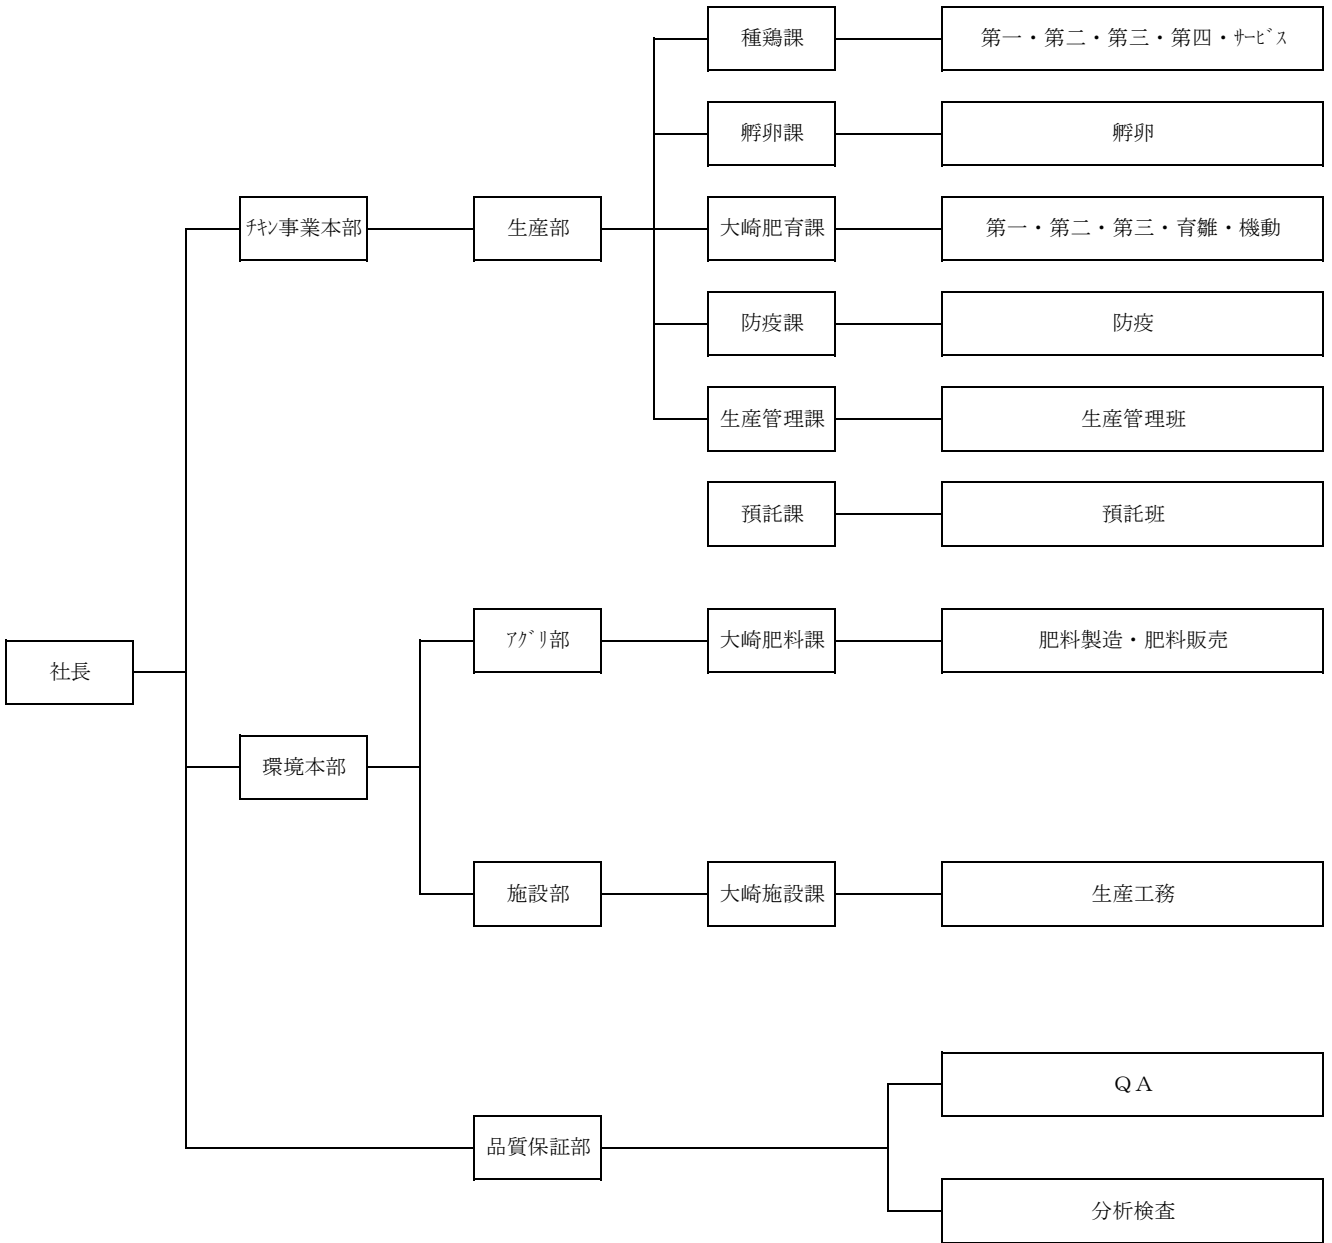 種鶏課
第一・第二・第三・第四・ｻｰﾋﾞｽ
孵卵課
孵卵
ﾁｷﾝ事業本部
生産部
大崎肥育課
第一・第二・第三・育雛・機動
防疫課
防疫
生産管理課
生産管理班
預託課
預託班
社長
ｱｸﾞﾘ部
大崎肥料課
肥料製造・肥料販売
環境本部
施設部
大崎施設課
生産工務
ＱＡ
品質保証部
分析検査